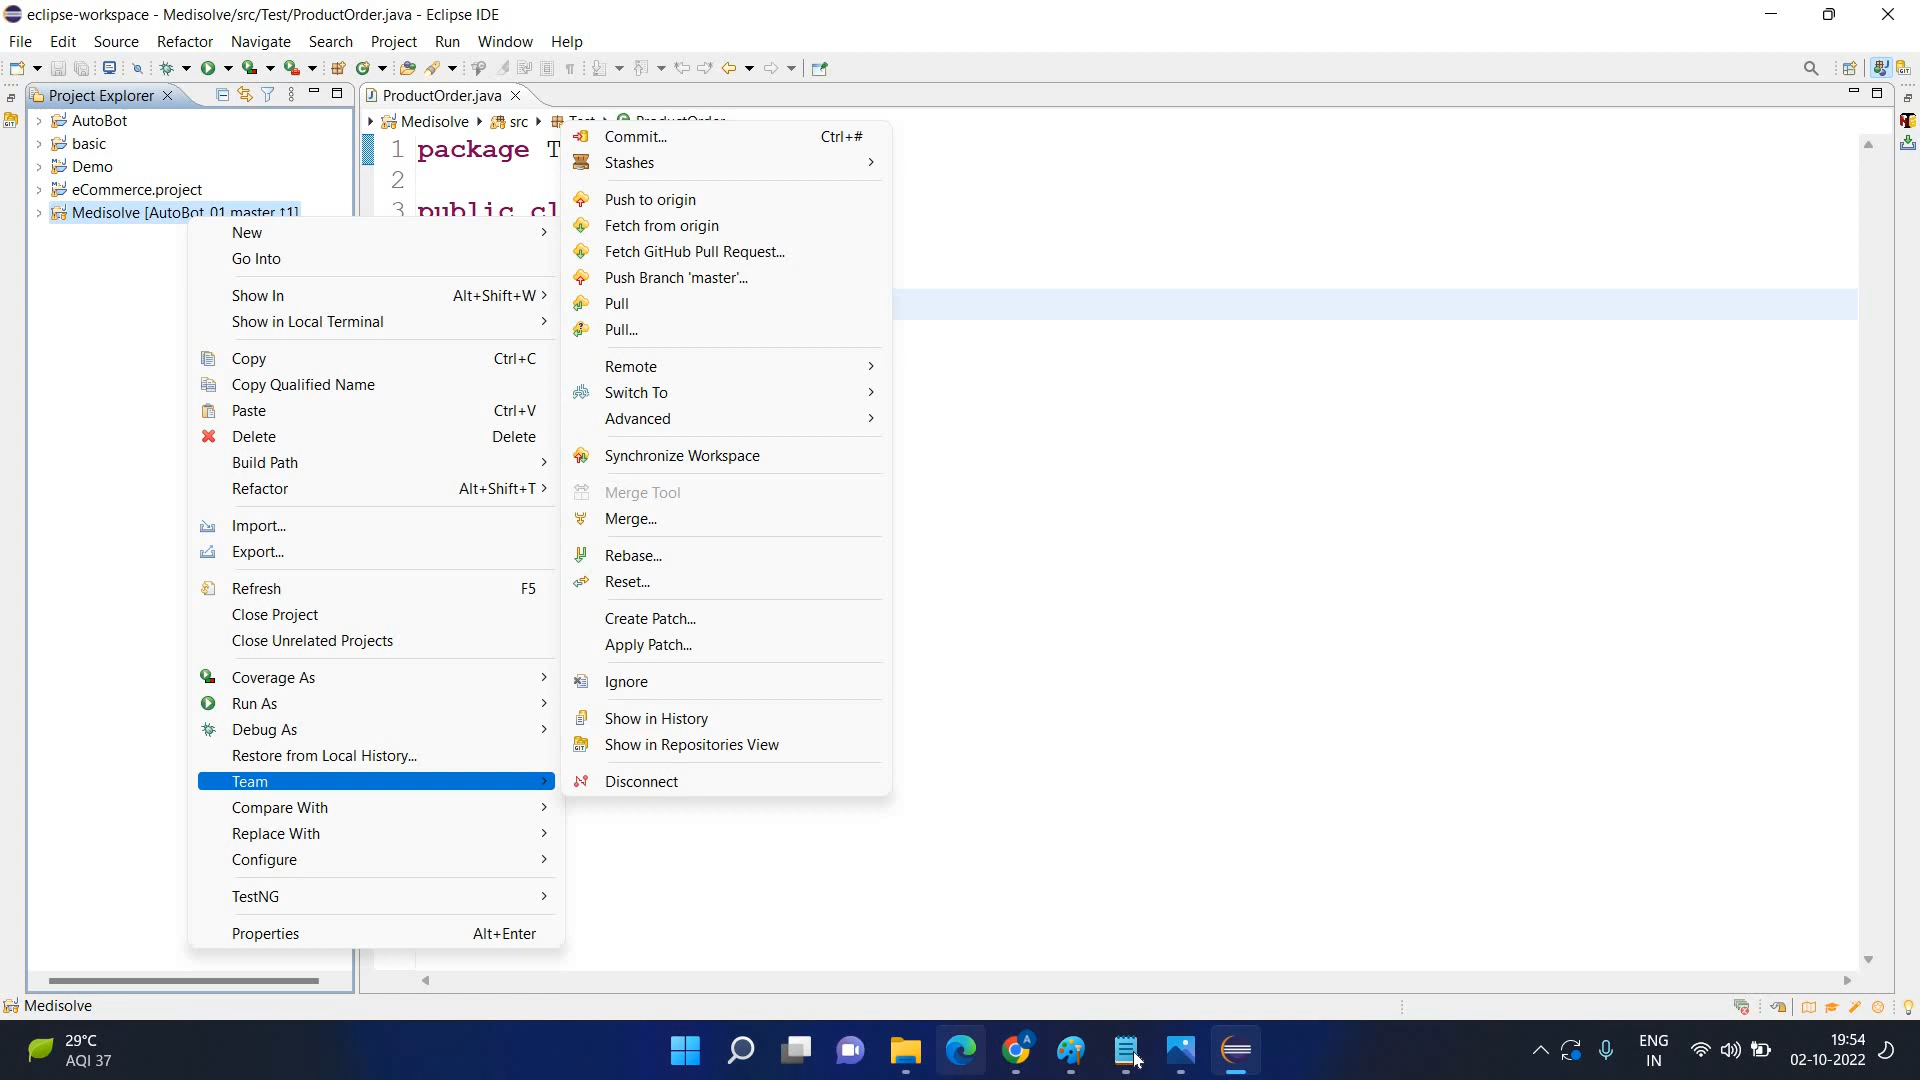 eclipse-workspace - Medisolve/src/Test/ProductOrder.java - Eclipse IDE
File Edit Source Refactor Navigate Search Project Run Window Help
Project Explorer
ProductOrder.java
AutoBot
basic
Demo
eCommerce.project
Medisolve [AutoBot_01 master ↑1]
Medisolve src Test ProductOrder
1 package T
2
3 public cl
New
Go Into
Show In Alt+Shift+W
Show in Local Terminal
Copy Ctrl+C
Copy Qualified Name
Paste Ctrl+V
Delete Delete
Build Path
Refactor Alt+Shift+T
Import...
Export...
Refresh F5
Close Project
Close Unrelated Projects
Coverage As
Run As
Debug As
Restore from Local History...
Team
Compare With
Replace With
Configure
TestNG
Properties Alt+Enter
Commit... Ctrl+#
Stashes
Push to origin
Fetch from origin
Fetch GitHub Pull Request...
Push Branch 'master'...
Pull
Pull...
Remote
Switch To
Advanced
Synchronize Workspace
Merge Tool
Merge...
Rebase...
Reset...
Create Patch...
Apply Patch...
Ignore
Show in History
Show in Repositories View
Disconnect
Medisolve
29°C
AQI 37
ENG
IN
19:54
02-10-2022